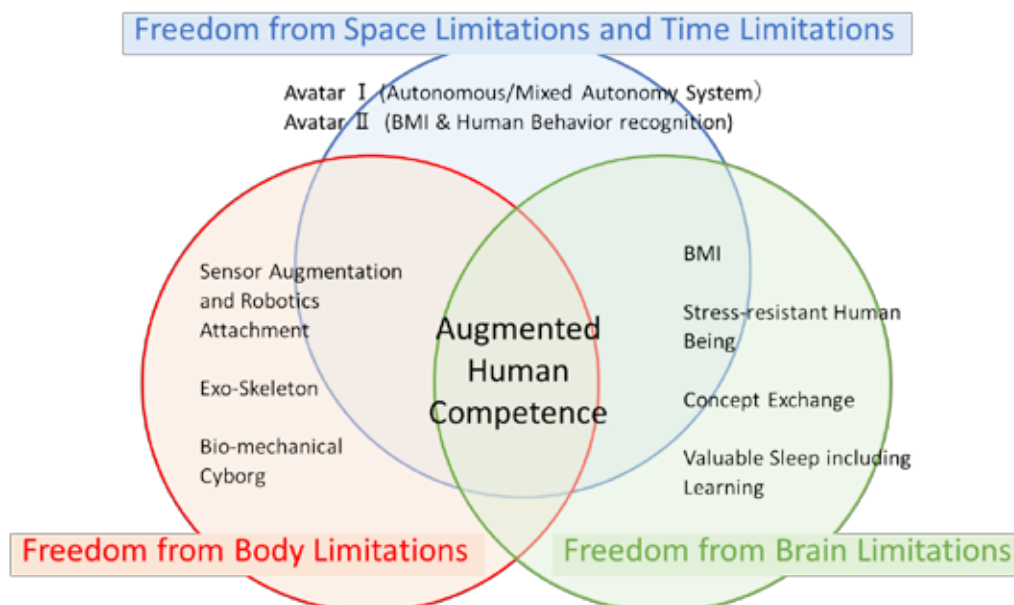 Freedom from Space Limitations and Time Limitations
Avatar Ⅰ (Autonomous/Mixed Autonomy System）
Avatar Ⅱ (BMI & Human Behavior recognition)
Sensor Augmentation
and Robotics
Attachment
Exo-Skeleton
Bio-mechanical
Cyborg
Augmented
Human
Competence
BMI
Stress-resistant Human
Being
Concept Exchange
Valuable Sleep including
Learning
Freedom from Body Limitations
Freedom from Brain Limitations